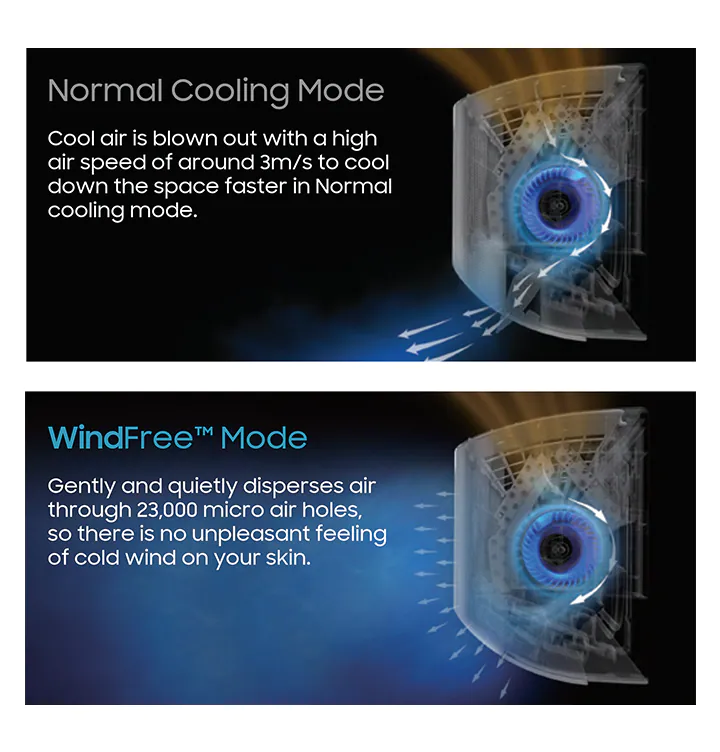 Normal Cooling Mode
Cool air is blown out with a high
air speed of around 3m/s to cool
down the space faster in Normal
cooling mode.
WindFree™ Mode
Gently and quietly disperses air
through 23,000 micro air holes,
so there is no unpleasant feeling
of cold wind on your skin.